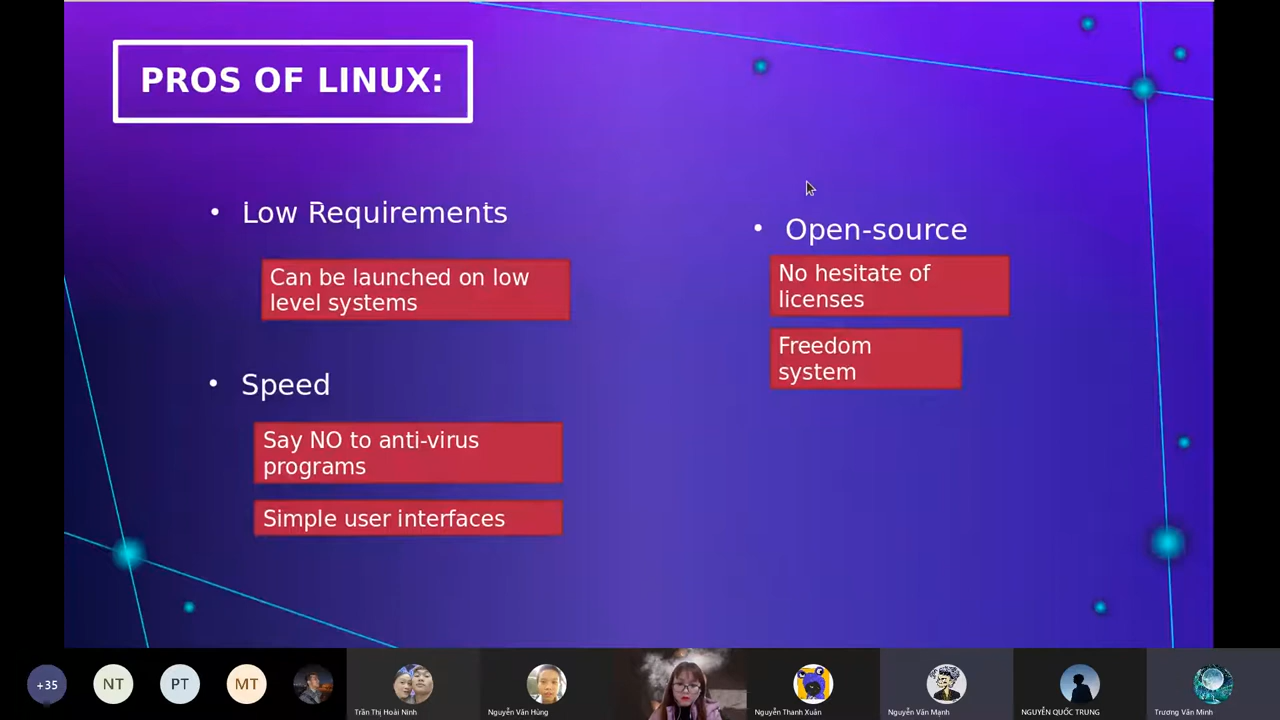 PROS OF LINUX:
• Low Requirements
Can be launched on low
level systems
• Speed
Say NO to anti-virus
programs
Simple user interfaces
• Open-source
No hesitate of
licenses
Freedom
system
+35
NT
PT
MT
Trần Thị Hoài Ninh
Nguyễn Văn Hùng
Nguyễn Thanh Xuân
Nguyễn Văn Mạnh
NGUYỄN QUỐC TRUNG
Trương Văn Minh